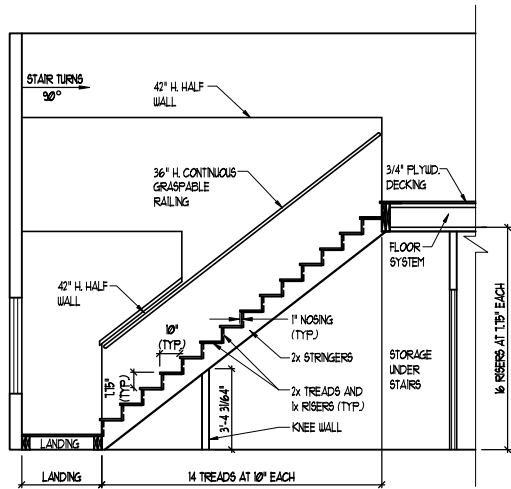 STAIR TURNS
90°
42" H. HALF
WALL
36" H. CONTINUOUS
GRASPABLE
RAILING
3/4" PLYWD.
DECKING
FLOOR
SYSTEM
42" H. HALF
WALL
10"
(TYP.)
1" NOSING
(TYP.)
7.75"
(TYP.)
2x STRINGERS
STORAGE
UNDER
STAIRS
2x TREADS AND
1x RISERS (TYP.)
3'-4 31/64"
KNEE WALL
16 RISERS AT 7.75" EACH
LANDING
LANDING
14 TREADS AT 10" EACH